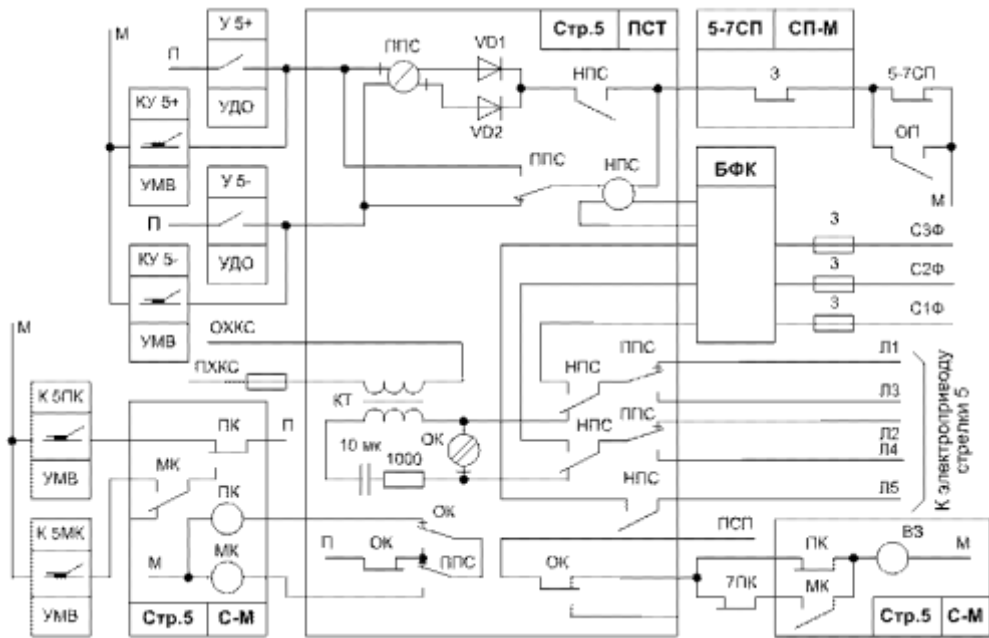 М
У 5+
П
УДО
КУ 5+
УМВ
У 5-
П
УДО
КУ 5-
УМВ
Стр.5 ПСТ
ППС
VD1
VD2
НПС
ППС
НПС
5-7СП СП-М
З
5-7СП
ОП
М
БФК
З
С3Ф
З
С2Ф
З
С1Ф
М
ОХКС
ПХКС
КТ
ОК
10 мк
1000
НПС
ППС
НПС
ППС
НПС
Л1
Л3
Л2
Л4
Л5
К электроприводу
стрелки 5
К 5ПК
УМВ
К 5МК
УМВ
ПК
П
МК
ПК
МК
М
Стр.5 С-М
ОК
П
ОК
ППС
ПСП
ОК
7ПК
ПК
МК
ВЗ
М
Стр.5 С-М